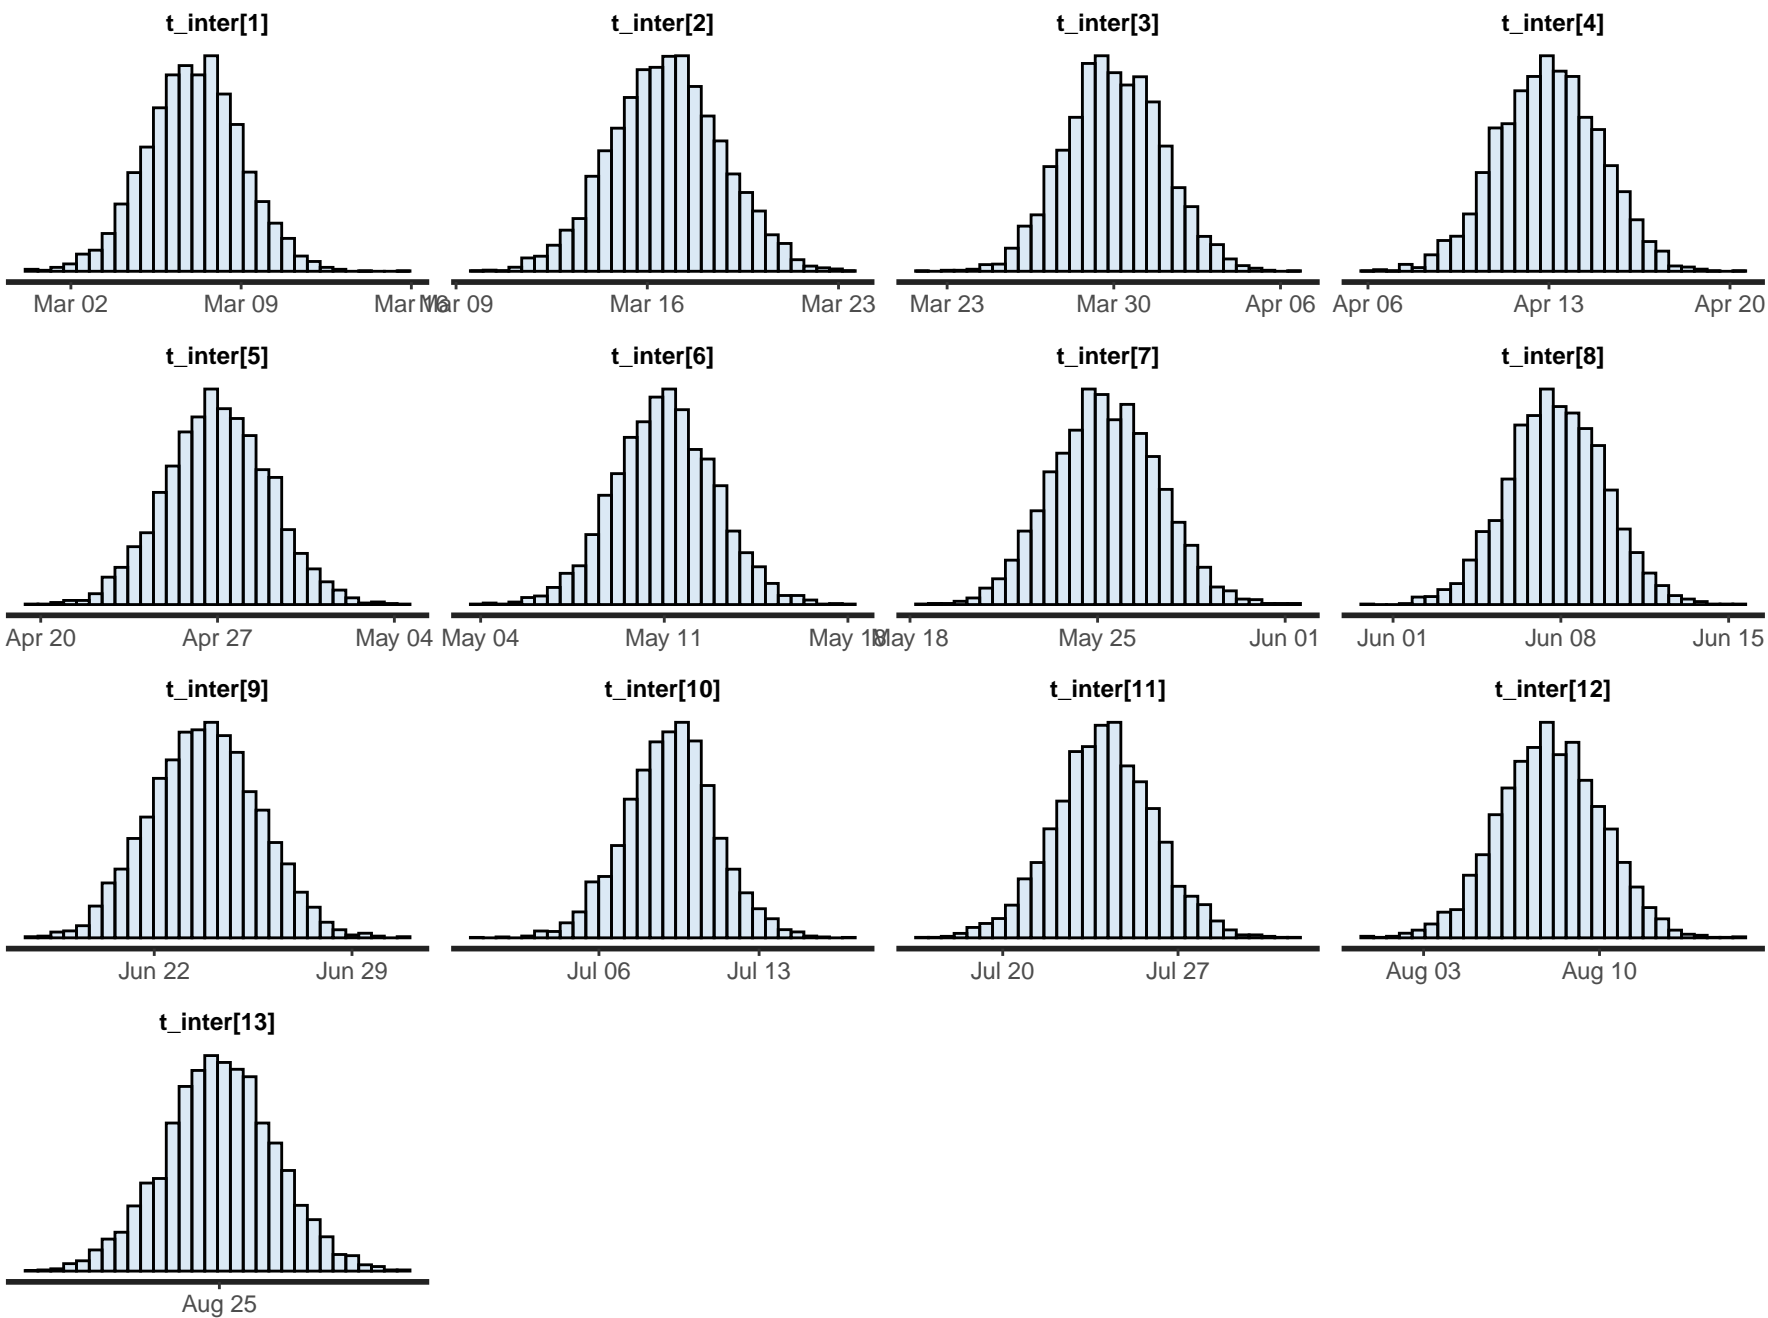 t_inter[1] t_inter[2] t_inter[3] t_inter[4]
Mar 02 Mar 09 Mar 16 Mar 09 Mar 16 Mar 23 Mar 23 Mar 30 Apr 06 Apr 06 Apr 13 Apr 20
t_inter[5] t_inter[6] t_inter[7] t_inter[8]
Apr 20 Apr 27 May 04 May 04 May 11 May 18 May 18 May 25 Jun 01 Jun 01 Jun 08 Jun 15
t_inter[9] t_inter[10] t_inter[11] t_inter[12]
Jun 22 Jun 29 Jul 06 Jul 13 Jul 20 Jul 27 Aug 03 Aug 10
t_inter[13]
Aug 25